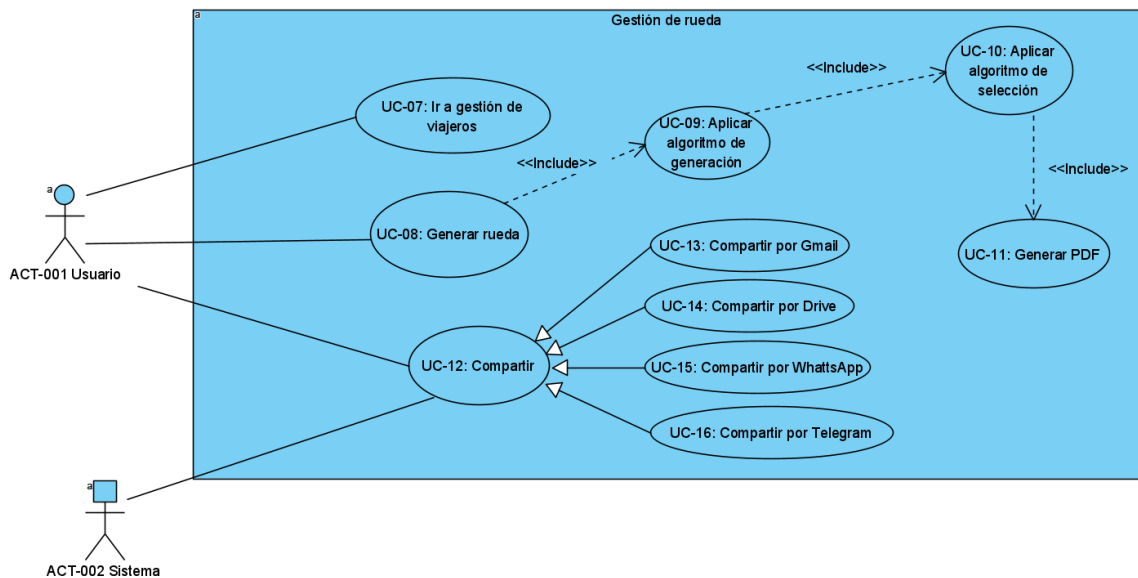 a
Gestión de rueda
UC-10: Aplicar
algoritmo de
selección
<<Include>>
UC-07: Ir a gestión de
viajeros
UC-09: Aplicar
algoritmo de
generación
<<Include>>
<<Include>>
a
ACT-001 Usuario
UC-08: Generar rueda
UC-13: Compartir por Gmail
UC-11: Generar PDF
UC-14: Compartir por Drive
UC-12: Compartir
UC-15: Compartir por WhattsApp
UC-16: Compartir por Telegram
a
ACT-002 Sistema